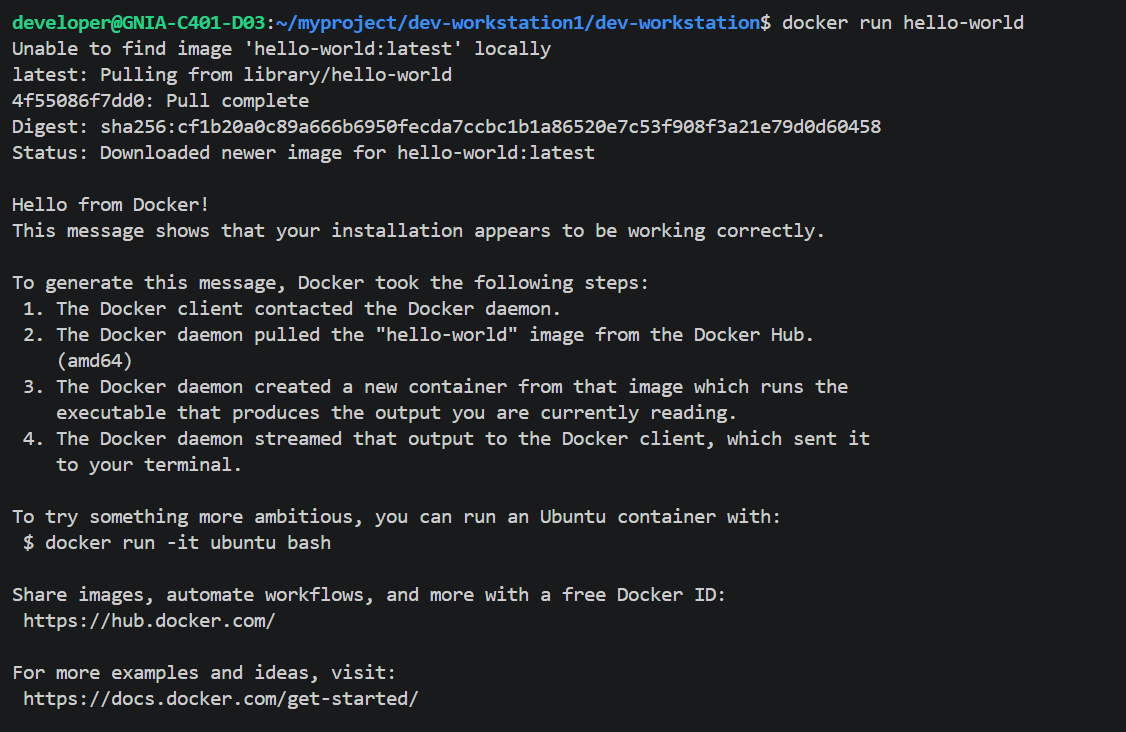 developer@GNIA-C401-D03:~/myproject/dev-workstation1/dev-workstation$ docker run hello-world
Unable to find image 'hello-world:latest' locally
latest: Pulling from library/hello-world
4f55086f7dd0: Pull complete
Digest: sha256:cf1b20a0c89a666b6950fecda7ccbc1b1a86520e7c53f908f3a21e79d0d60458
Status: Downloaded newer image for hello-world:latest

Hello from Docker!
This message shows that your installation appears to be working correctly.

To generate this message, Docker took the following steps:
 1. The Docker client contacted the Docker daemon.
 2. The Docker daemon pulled the "hello-world" image from the Docker Hub.
    (amd64)
 3. The Docker daemon created a new container from that image which runs the
    executable that produces the output you are currently reading.
 4. The Docker daemon streamed that output to the Docker client, which sent it
    to your terminal.

To try something more ambitious, you can run an Ubuntu container with:
 $ docker run -it ubuntu bash

Share images, automate workflows, and more with a free Docker ID:
 https://hub.docker.com/

For more examples and ideas, visit:
 https://docs.docker.com/get-started/